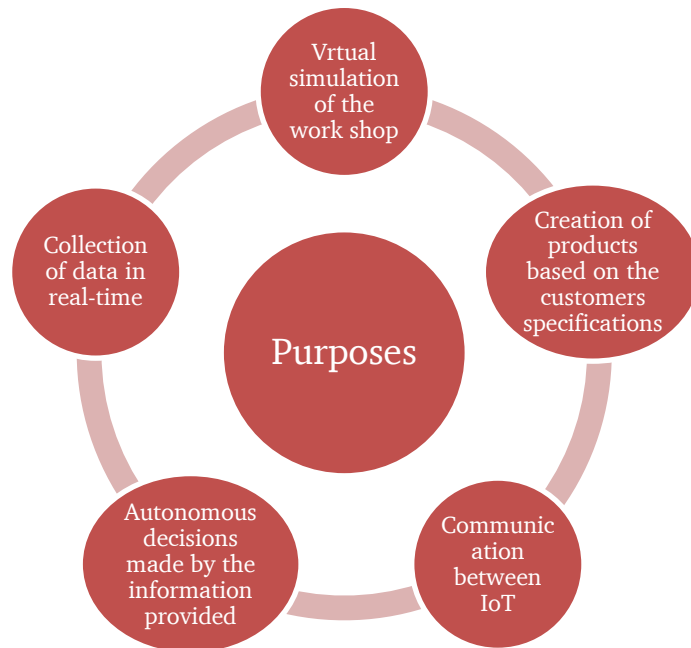 Vrtual
simulation
of the
work shop
Creation of
products
based on the
customers
specifications
Communic
ation
between
IoT
Autonomous
decisions
made by the
information
provided
Collection
of data in
real-time
Purposes